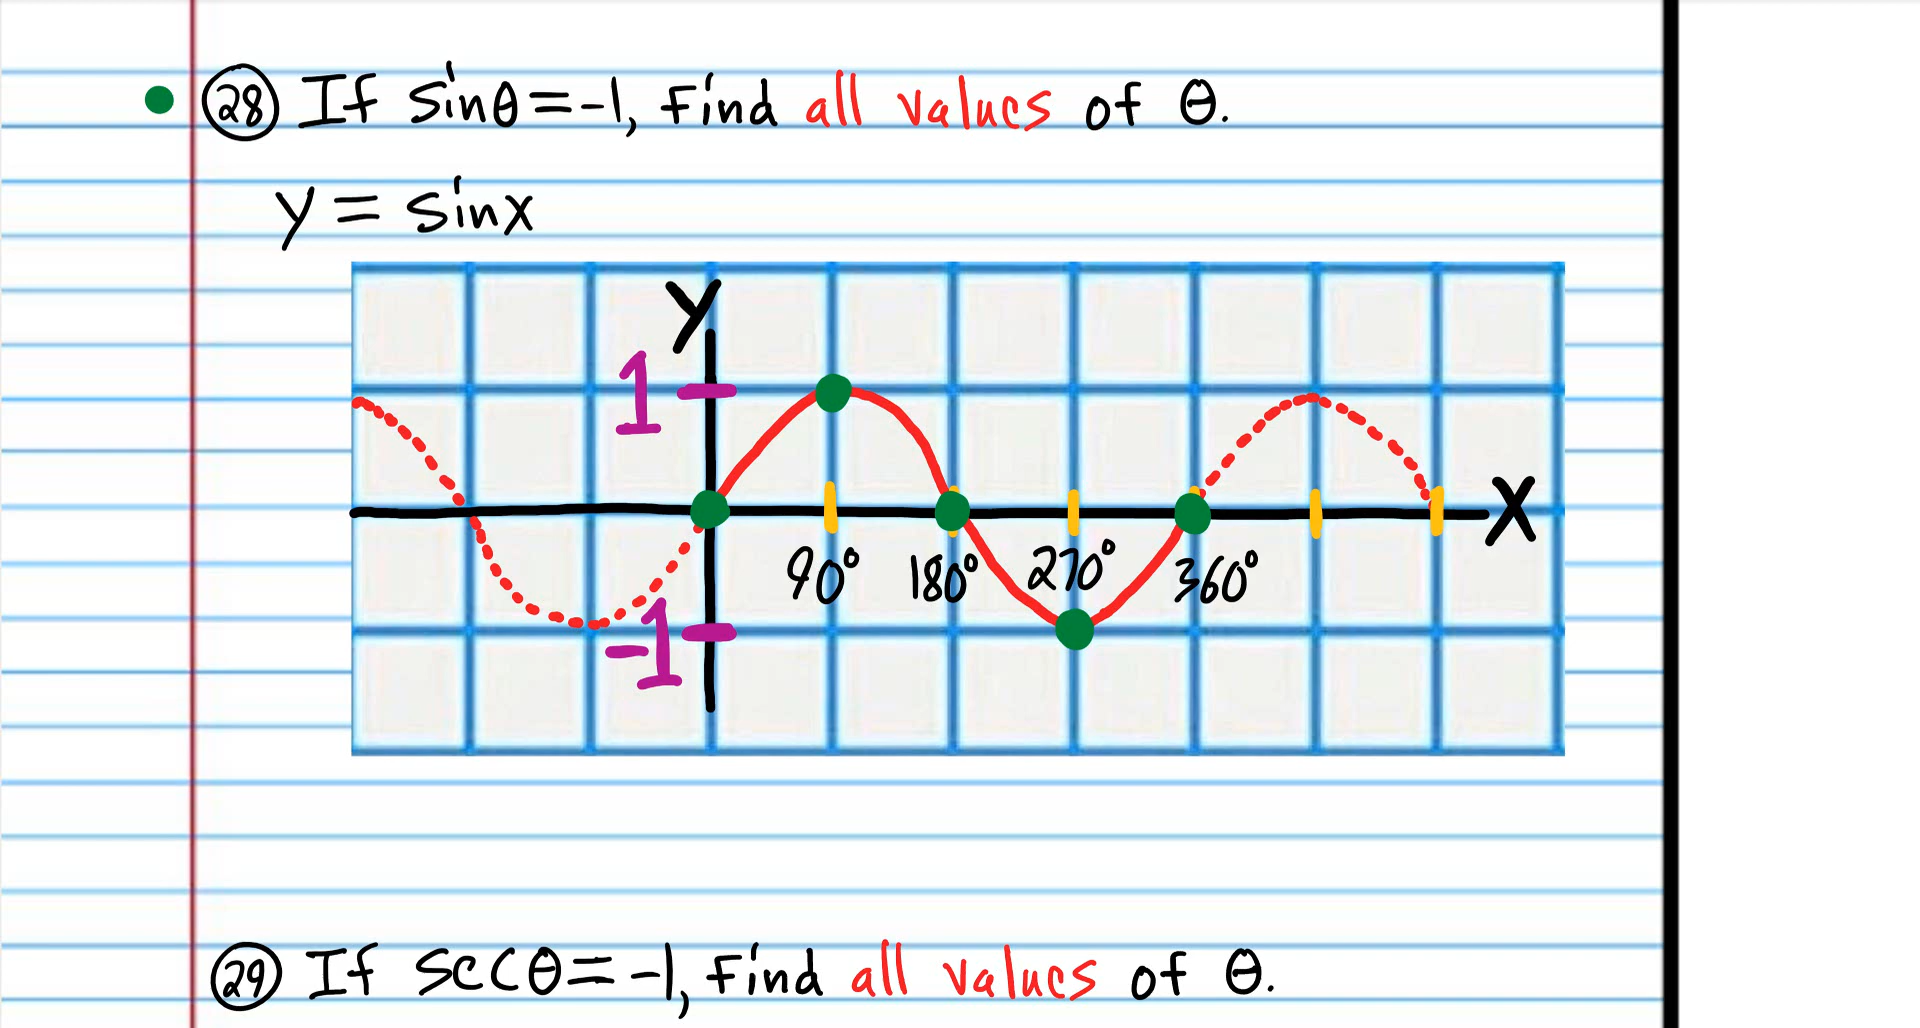 28 If sinθ=-1, Find all values of θ.
y = sinx
Y
1
X
90° 180° 270° 360°
-1
29 If secθ=-1, Find all values of θ.